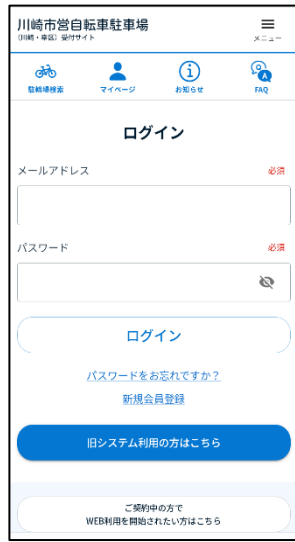 川崎市営自転車駐車場
(川崎・幸区) 受付サイト
メニュー
駐輪場検索
マイページ
お知らせ
FAQ
ログイン
メールアドレス 必須
パスワード 必須
ログイン
パスワードをお忘れですか?
新規会員登録
旧システム利用の方はこちら
ご契約中の方で
WEB利用を開始されたい方はこちら